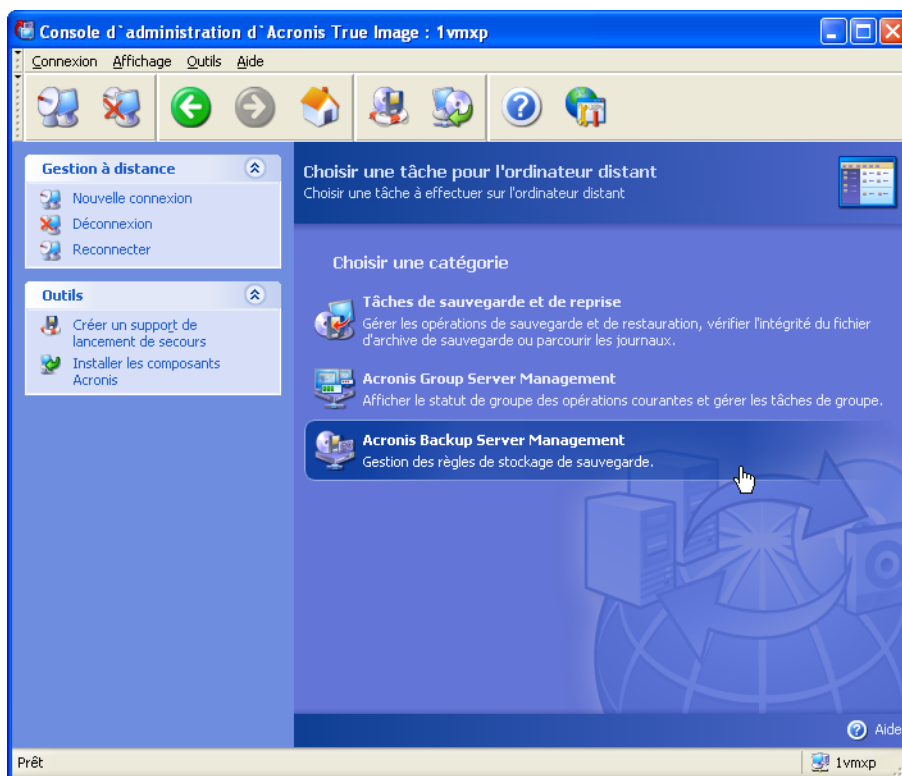 Console d`administration d`Acronis True Image : 1vmxp
Connexion Affichage Outils Aide
Gestion à distance
Nouvelle connexion
Déconnexion
Reconnecter
Outils
Créer un support de
lancement de secours
Installer les composants
Acronis
Choisir une tâche pour l'ordinateur distant
Choisir une tâche à effectuer sur l'ordinateur distant
Choisir une catégorie
Tâches de sauvegarde et de reprise
Gérer les opérations de sauvegarde et de restauration, vérifier l'intégrité du fichier
d'archive de sauvegarde ou parcourir les journaux.
Acronis Group Server Management
Afficher le statut de groupe des opérations courantes et gérer les tâches de groupe.
Acronis Backup Server Management
Gestion des règles de stockage de sauvegarde.
Aide
Prêt
1vmxp